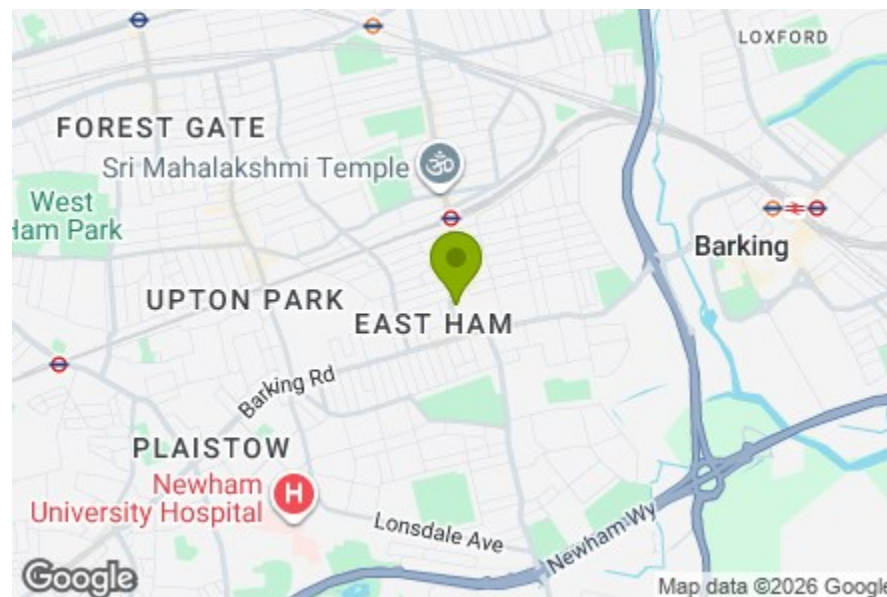 LOXFORD
FOREST GATE
Sri Mahalakshmi Temple
West
Ham Park
Barking
UPTON PARK
EAST HAM
Barking Rd
PLAISTOW
Newham
University Hospital
H
Lonsdale Ave
Newham Wy
Google
Map data ©2026 Google